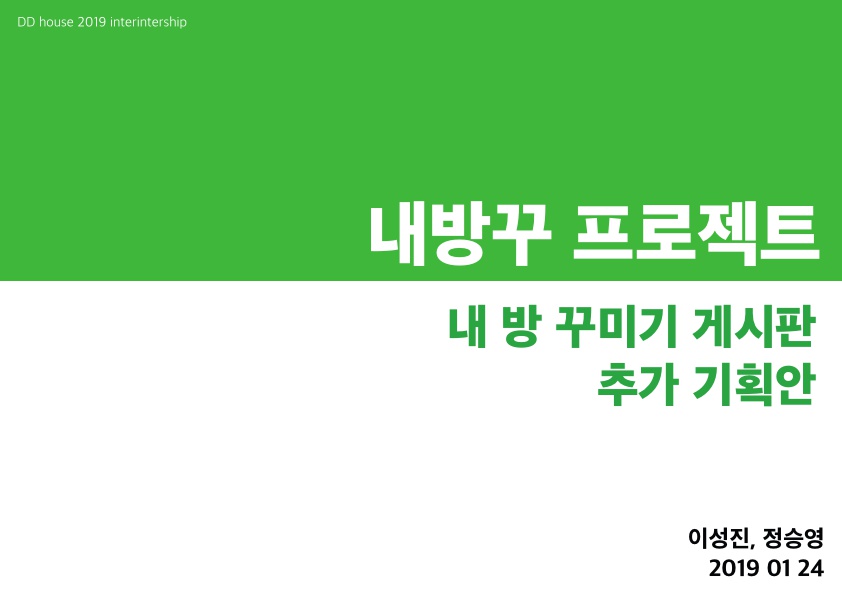 DD house 2019 interintership
내방꾸 프로젝트
내 방 꾸미기 게시판
추가 기획안
이성진, 정승영
2019 01 24